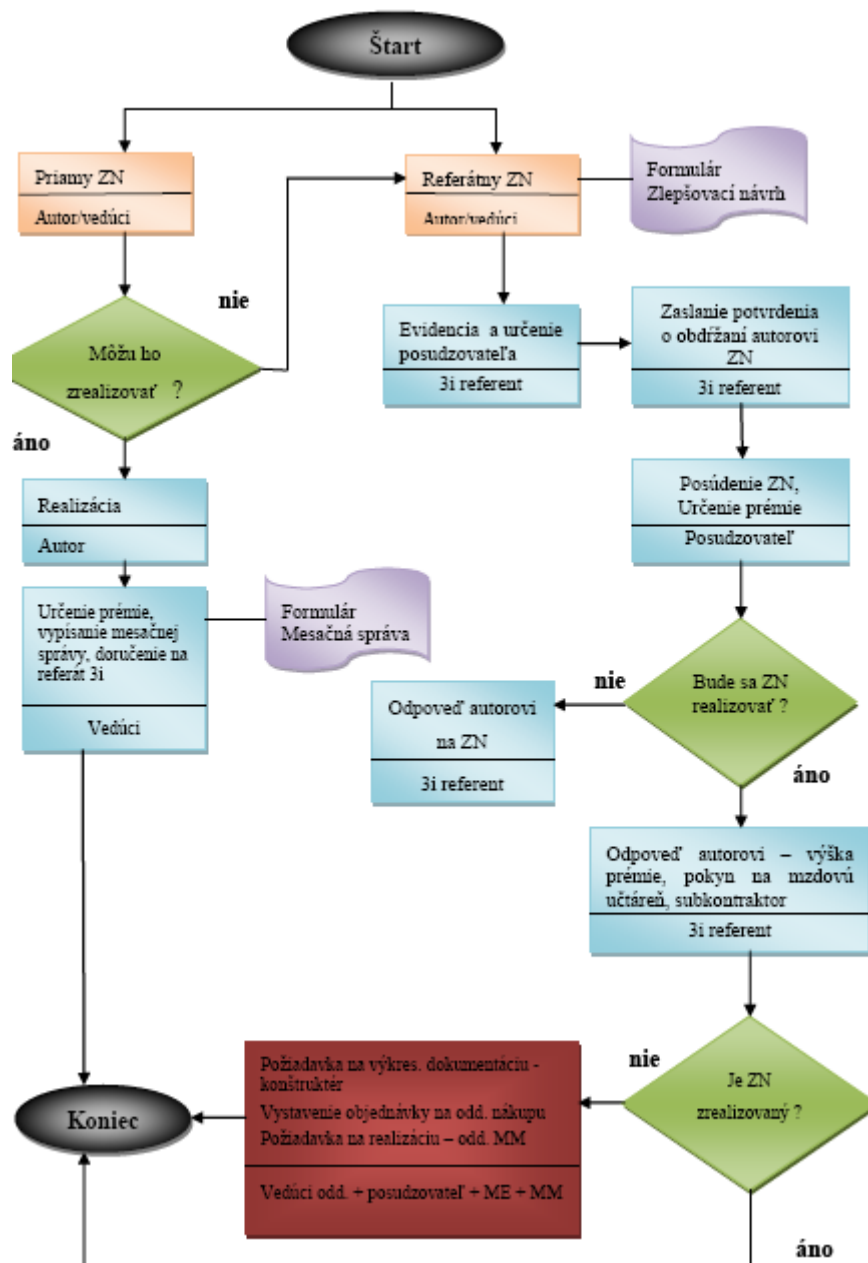 Štart
Priamy ZN
Autor/vedúci
Referátny ZN
Autor/vedúci
Formulár
Zlepšovací návrh
nie
Môžu ho
zrealizovať ?
áno
Evidencia a určenie
posudzovateľa
3i referent
Zaslanie potvrdenia
o obdŕžaní autorovi
ZN
3i referent
Realizácia
Autor
Posúdenie ZN,
Určenie prémie
Posudzovateľ
Určenie prémie,
vypísanie mesačnej
správy, doručenie na
referát 3i
Vedúci
Formulár
Mesačná správa
nie
Bude sa ZN
realizovať ?
áno
Odpoveď autorovi
na ZN
3i referent
Odpoveď autorovi – výška
prémie, pokyn na mzdovú
učtáreň, subkontraktor
3i referent
nie
Je ZN
zrealizovaný ?
áno
Požiadavka na výkres. dokumentáciu -
konštruktér
Vystavenie objednávky na odd. nákupu
Požiadavka na realizáciu – odd. MM
Vedúci odd. + posudzovateľ + ME + MM
Koniec